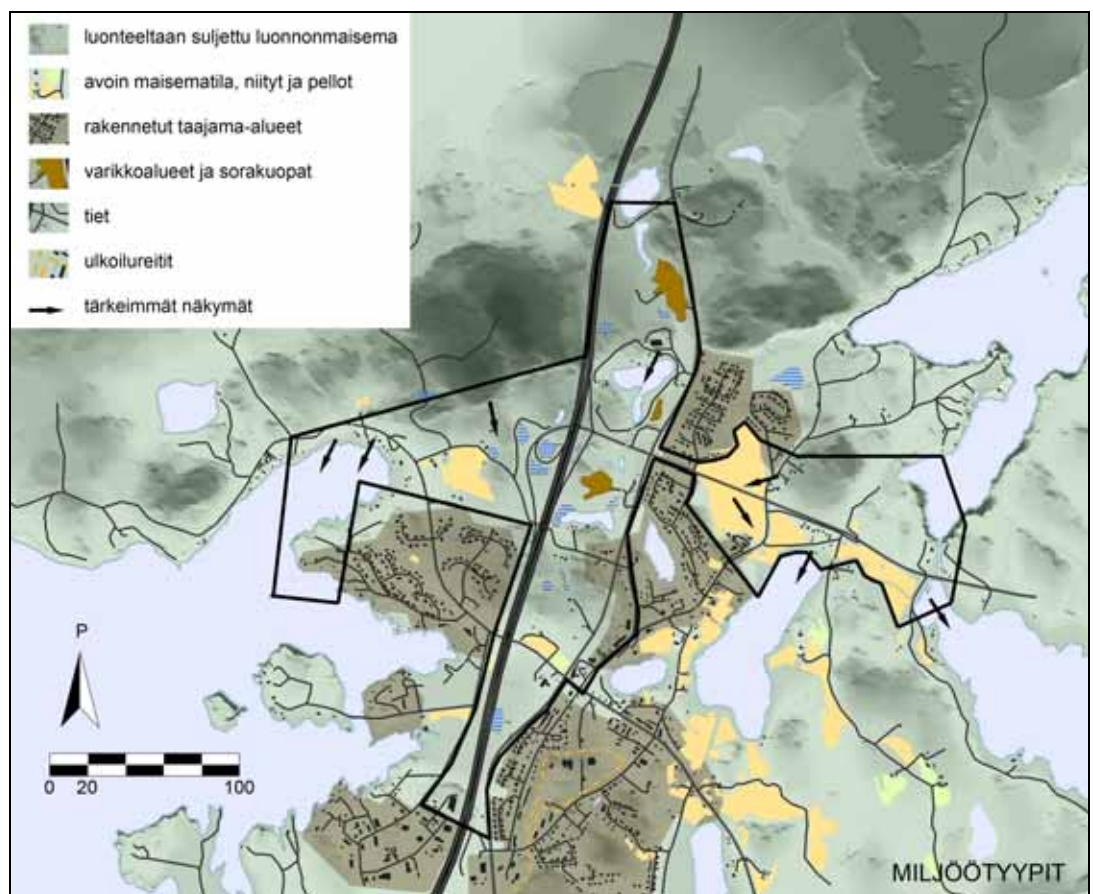 luonteeltaan suljettu luonnonmaisema
avoin maisematila, niityt ja pellot
rakennetut taajama-alueet
varikkoalueet ja sorakuopat
tiet
ulkoilureitit
tärkeimmät näkymät
P
0 20 100
MILJÖÖTYYPIT